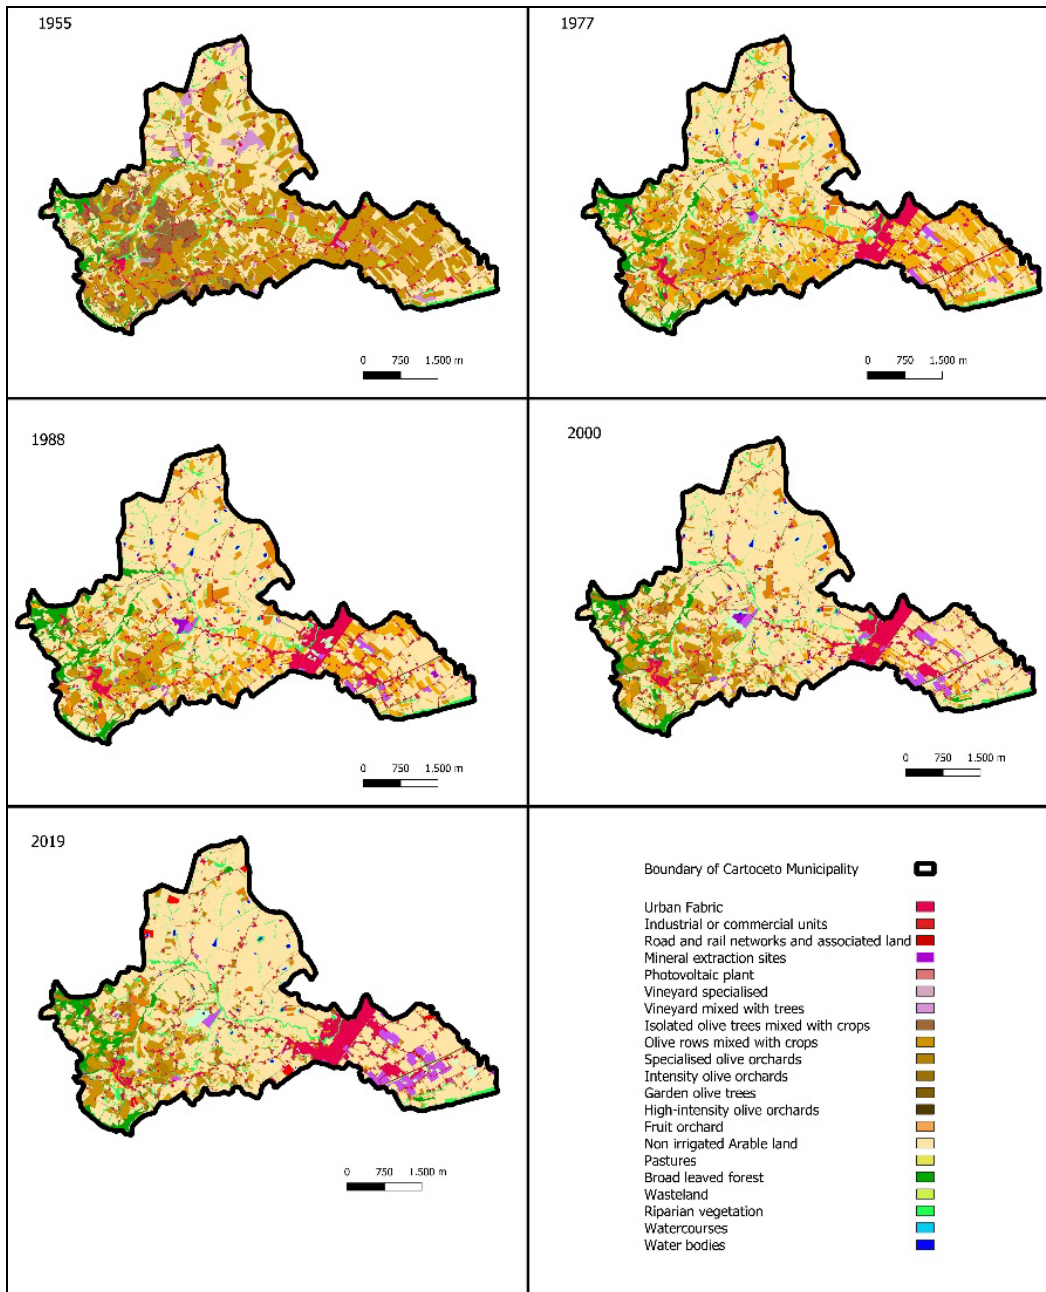 1955
0 750 1.500 m
1977
0 750 1.500 m
1988
0 750 1.500 m
2000
0 750 1.500 m
2019
0 750 1.500 m
Boundary of Cartoceto Municipality
Urban Fabric
Industrial or commercial units
Road and rail networks and associated land
Mineral extraction sites
Photovoltaic plant
Vineyard specialised
Vineyard mixed with trees
Isolated olive trees mixed with crops
Olive rows mixed with crops
Specialised olive orchards
Intensity olive orchards
Garden olive trees
High-intensity olive orchards
Fruit orchard
Non irrigated Arable land
Pastures
Broad leaved forest
Wasteland
Riparian vegetation
Watercourses
Water bodies